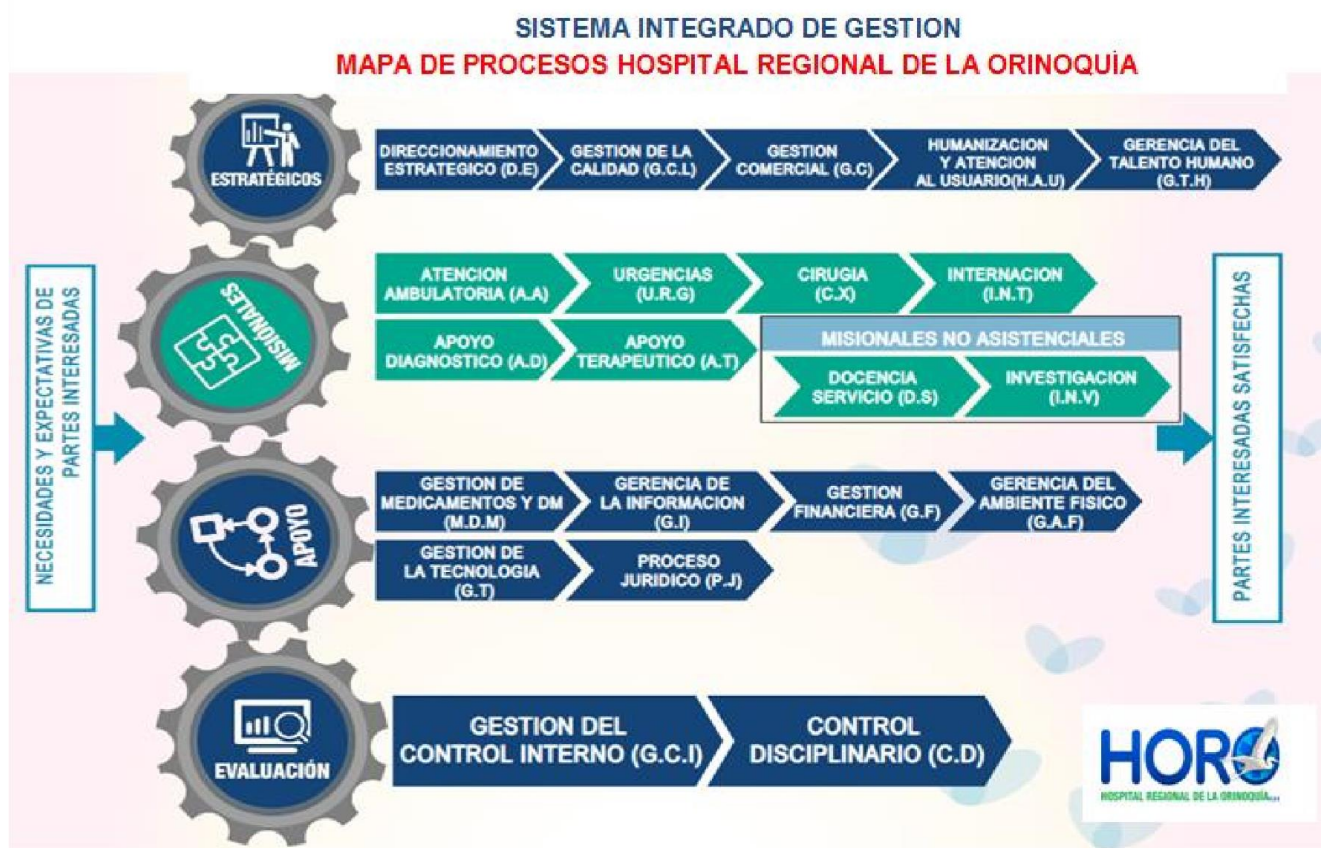 SISTEMA INTEGRADO DE GESTION
MAPA DE PROCESOS HOSPITAL REGIONAL DE LA ORINOQUÍA
NECESIDADES Y EXPECTATIVAS DE
PARTES INTERESADAS
ESTRATÉGICOS
DIRECCIONAMIENTO
ESTRATEGICO (D.E)
GESTION DE LA
CALIDAD (G.C.L)
GESTION
COMERCIAL (G.C)
HUMANIZACION
Y ATENCION
AL USUARIO(H.A.U)
GERENCIA DEL
TALENTO HUMANO
(G.T.H)
MISIONALES
ATENCION
AMBULATORIA (A.A)
URGENCIAS
(U.R.G)
CIRUGIA
(C.X)
INTERNACION
(I.N.T)
APOYO
DIAGNOSTICO (A.D)
APOYO
TERAPEUTICO (A.T)
MISIONALES NO ASISTENCIALES
DOCENCIA
SERVICIO (D.S)
INVESTIGACION
(I.N.V)
APOYO
GESTION DE
MEDICAMENTOS Y DM
(M.D.M)
GERENCIA DE
LA INFORMACION
(G.I)
GESTION
FINANCIERA (G.F)
GERENCIA DEL
AMBIENTE FISICO
(G.A.F)
GESTION DE
LA TECNOLOGIA
(G.T)
PROCESO
JURIDICO (P.J)
EVALUACIÓN
GESTION DEL
CONTROL INTERNO (G.C.I)
CONTROL
DISCIPLINARIO (C.D)
PARTES INTERESADAS SATISFECHAS
HORO
HOSPITAL REGIONAL DE LA ORINOQUÍA